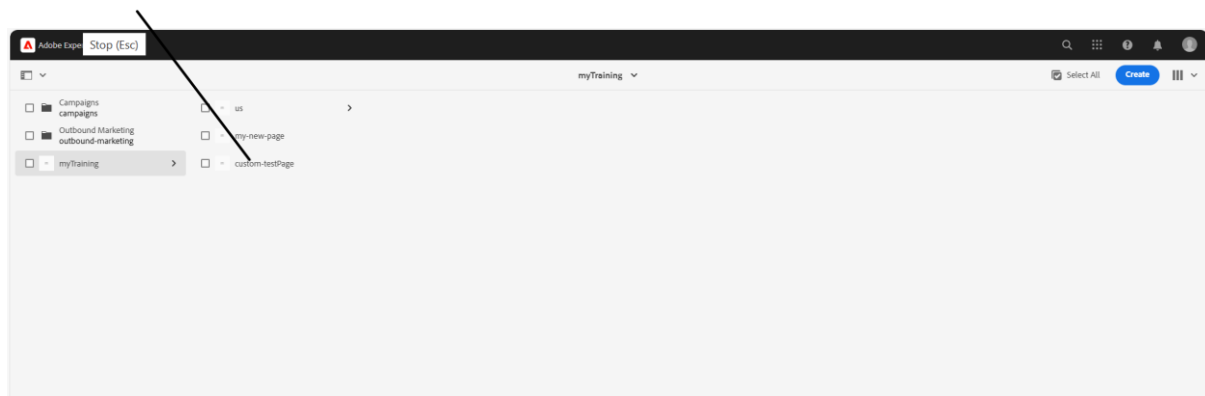 Adobe Expe
Stop (Esc)
myTraining
Select All
Create
Campaigns
campaigns
Outbound Marketing
outbound-marketing
myTraining
us
my-new-page
custom-testPage